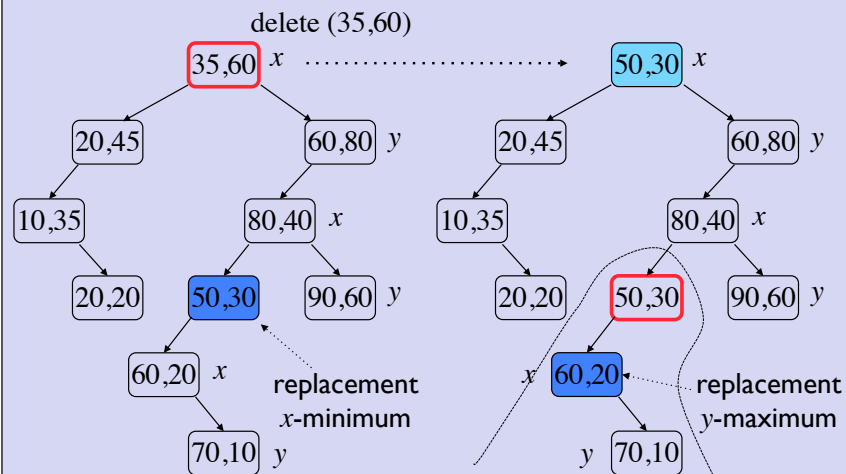 delete (35,60)
35,60 x
20,45
60,80 y
10,35
80,40 x
20,20
50,30
90,60 y
60,20 x
replacement
x-minimum
70,10 y
50,30 x
20,45
60,80 y
10,35
80,40 x
20,20
50,30
90,60 y
x 60,20
replacement
y-maximum
y 70,10